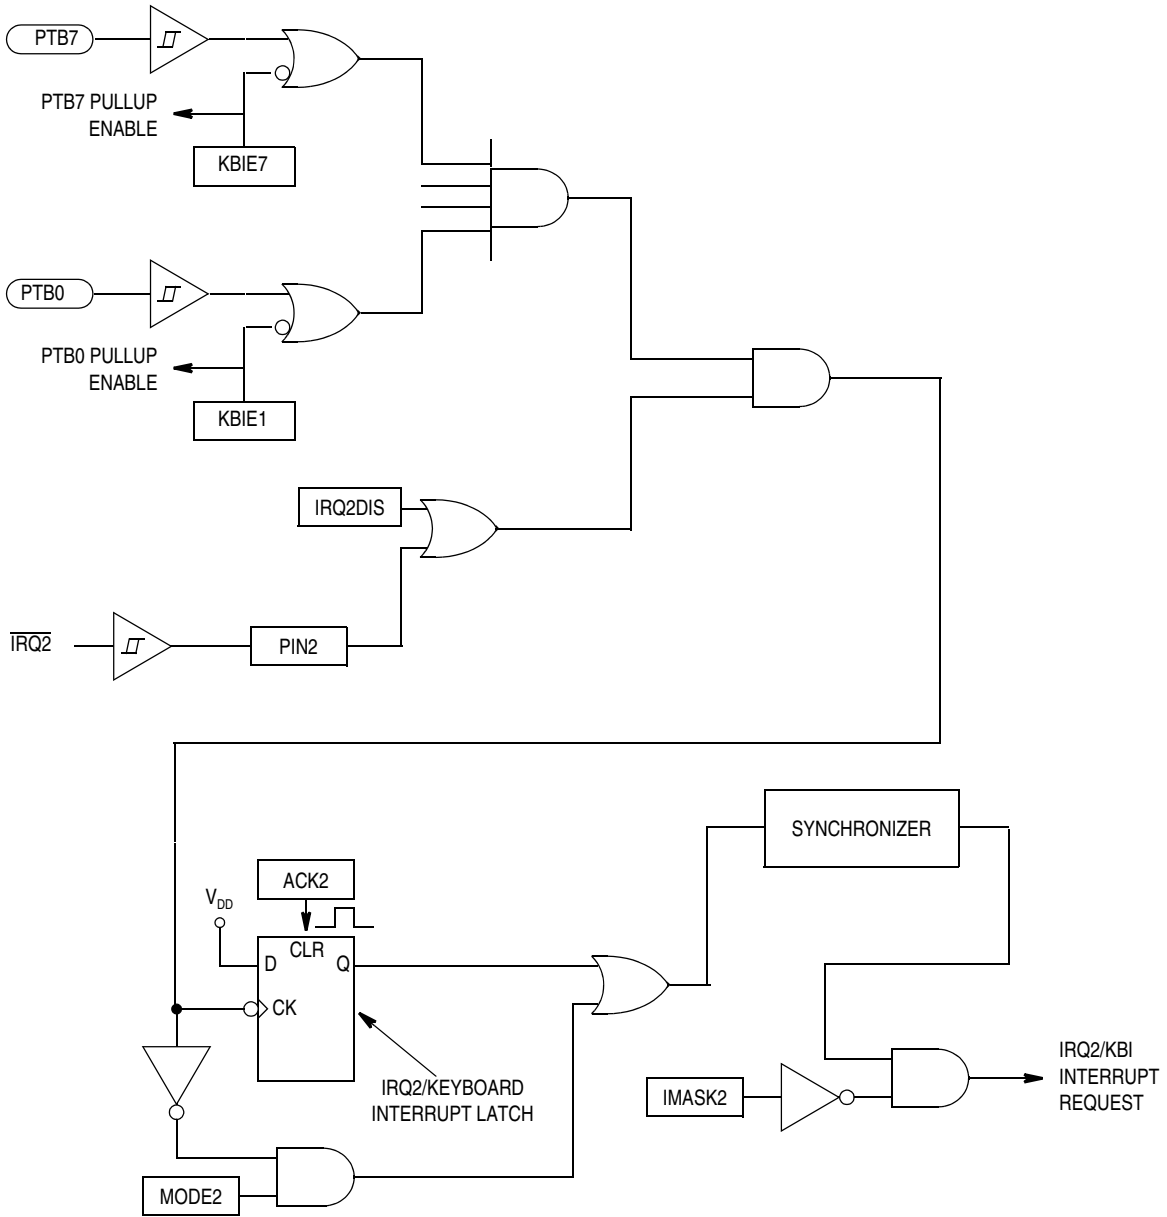 PTB7
PTB7 PULLUP
ENABLE
KBIE7
PTB0
PTB0 PULLUP
ENABLE
KBIE1
IRQ2DIS
IRQ2
PIN2
SYNCHRONIZER
ACK2
VDD
CLR
D
Q
CK
IRQ2/KEYBOARD
INTERRUPT LATCH
IMASK2
IRQ2/KBI
INTERRUPT
REQUEST
MODE2